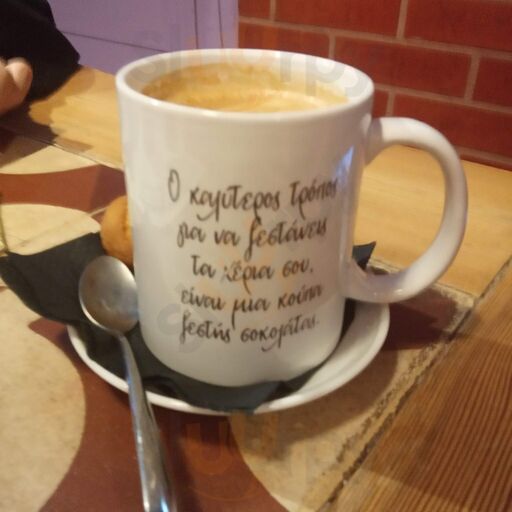 Ο καλύτερος τρόπος
για να ζεστάνεις
τα χέρια σου,
είναι μια κούπα
ζεστής σοκολάτας.